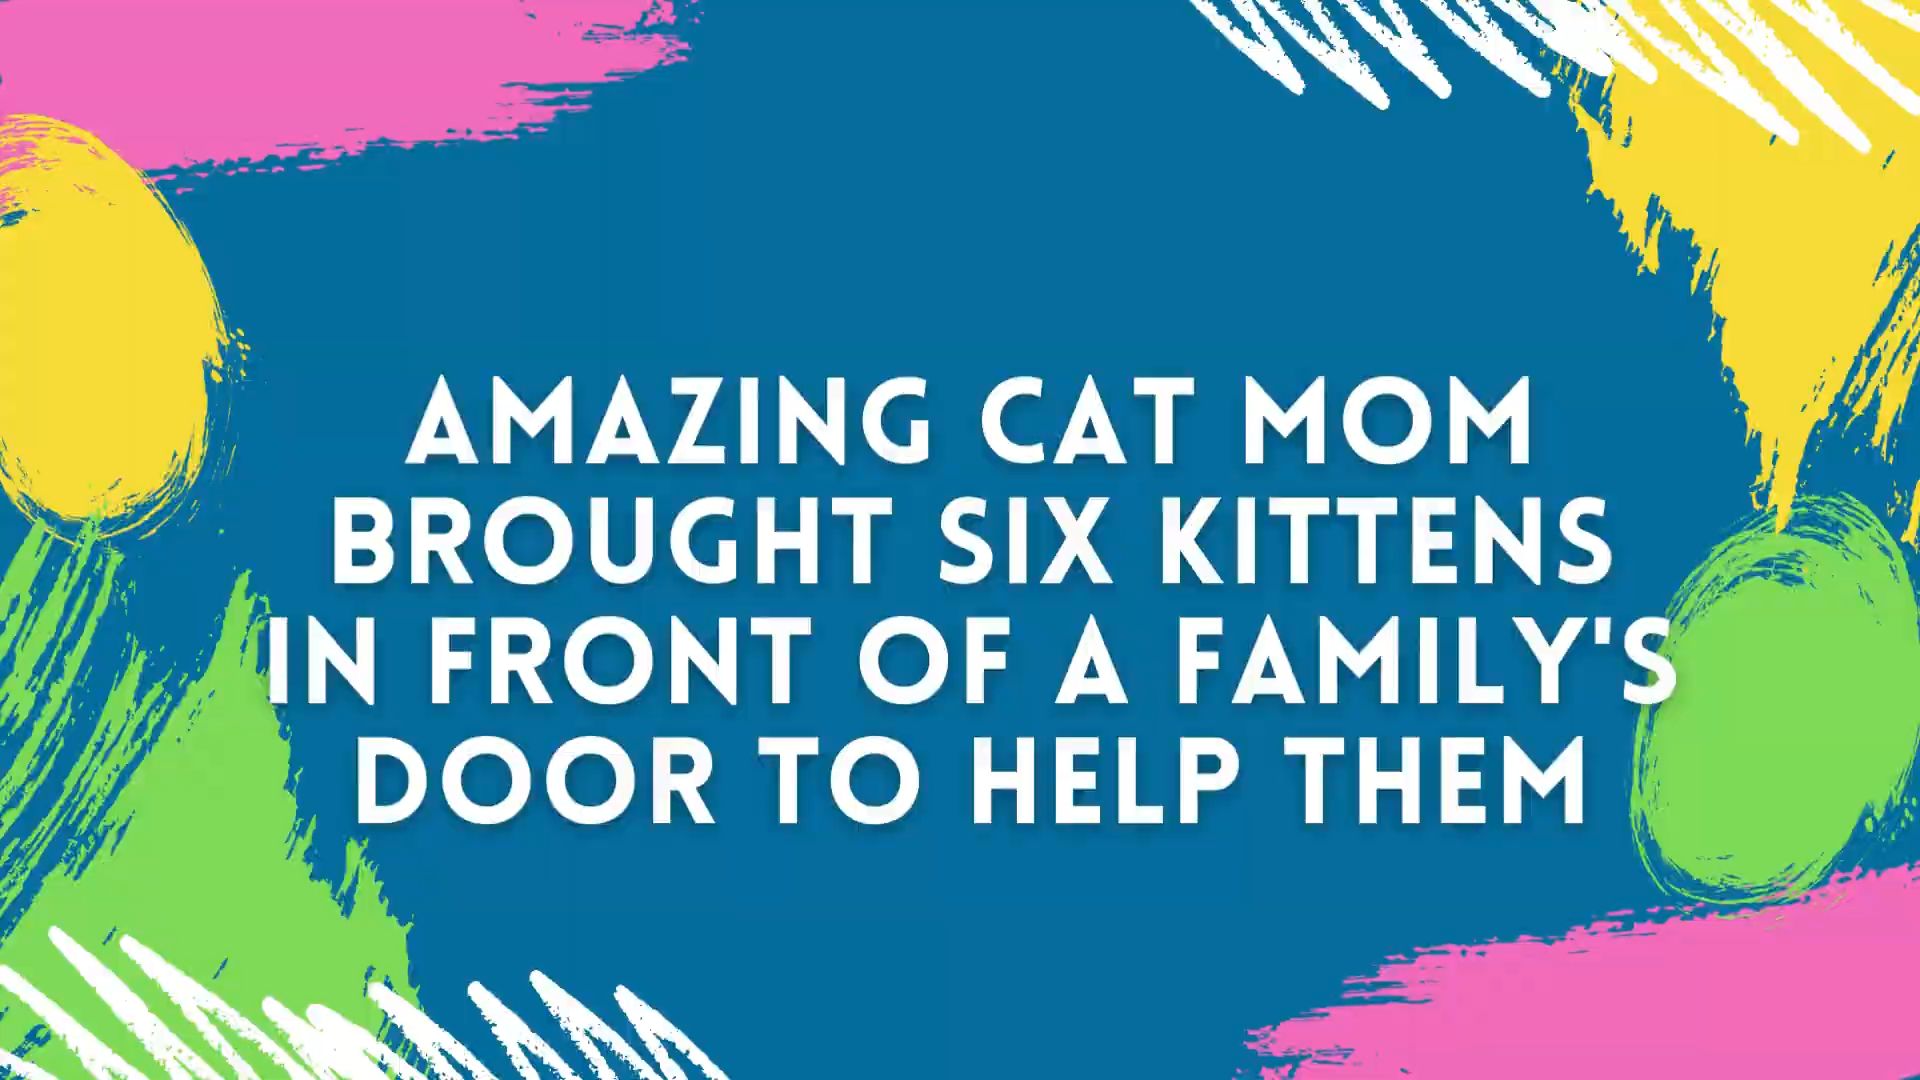 AMAZING CAT MOM
BROUGHT SIX KITTENS
IN FRONT OF A FAMILY'S
DOOR TO HELP THEM